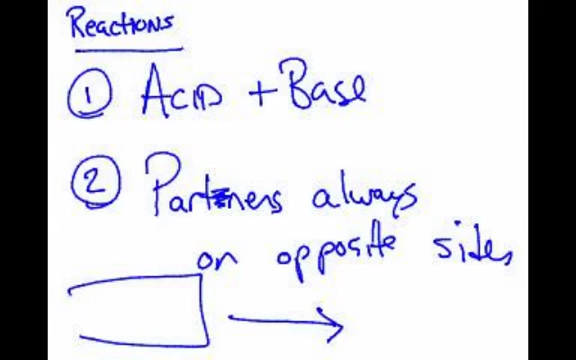 Reactions
① Acid + Base
② Partners always
on opposite sides